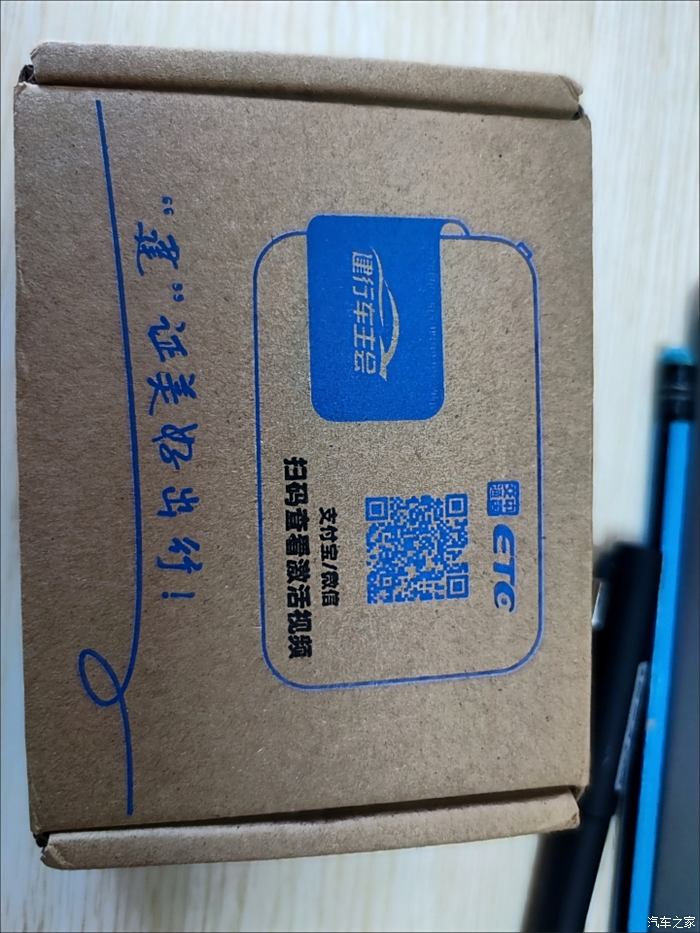 建行车主会
ETC
支付宝/微信
扫码查看激活视频
“建”证美好出行!
汽车之家